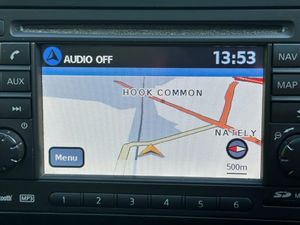 AUDIO OFF 13:53
NAV
AUX
HOOK COMMON
MAP
NATELY
Menu
500m
MP3 1 2 3 4 5 6 SD